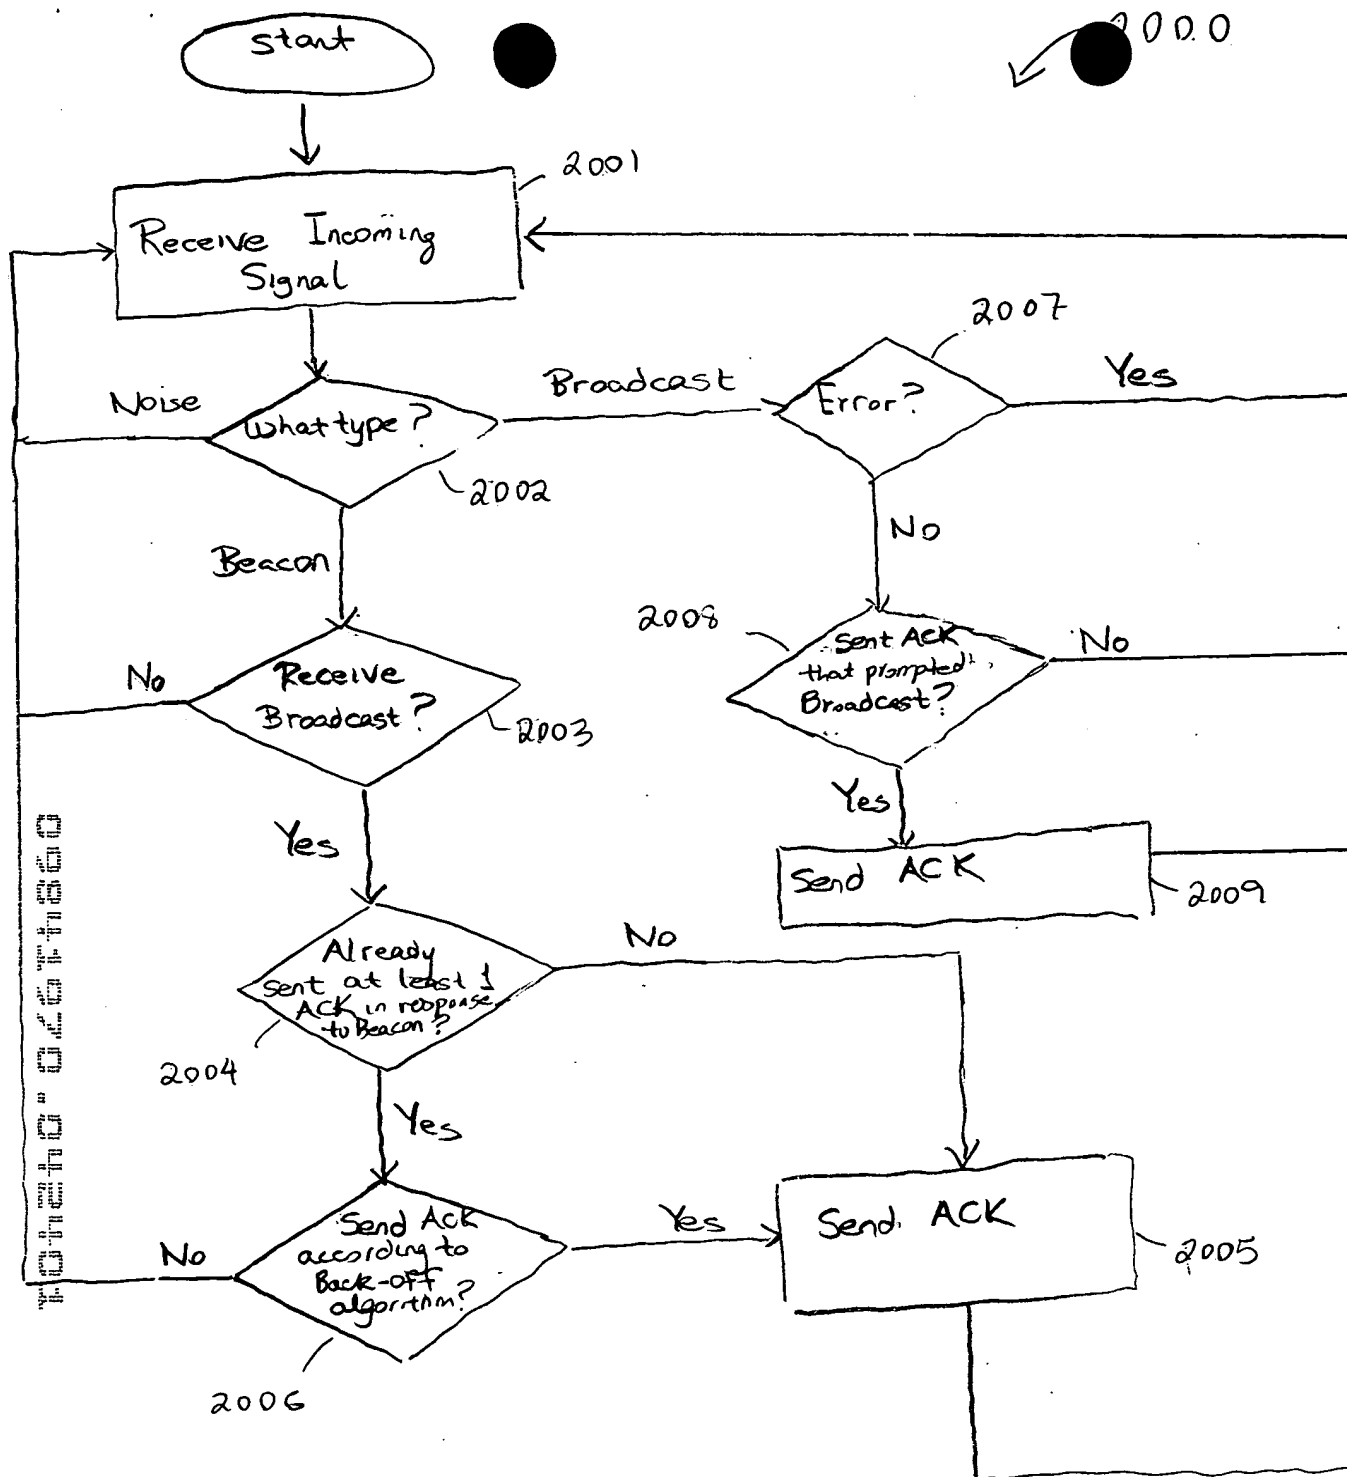 Start
2000
2001
Receive Incoming
Signal
2007
Noise
What type?
Broadcast
Error?
Yes
2002
Beacon
No
2008
No
Receive
Broadcast?
2003
Sent ACK
that prompted
Broadcast?
No
Yes
Yes
Send ACK
2009
Already
sent at least 1
ACK in response
to Beacon?
No
2004
Yes
No
Send ACK
according to
Back-off
algorithm?
Yes
Send ACK
2005
2006
09841970.042401